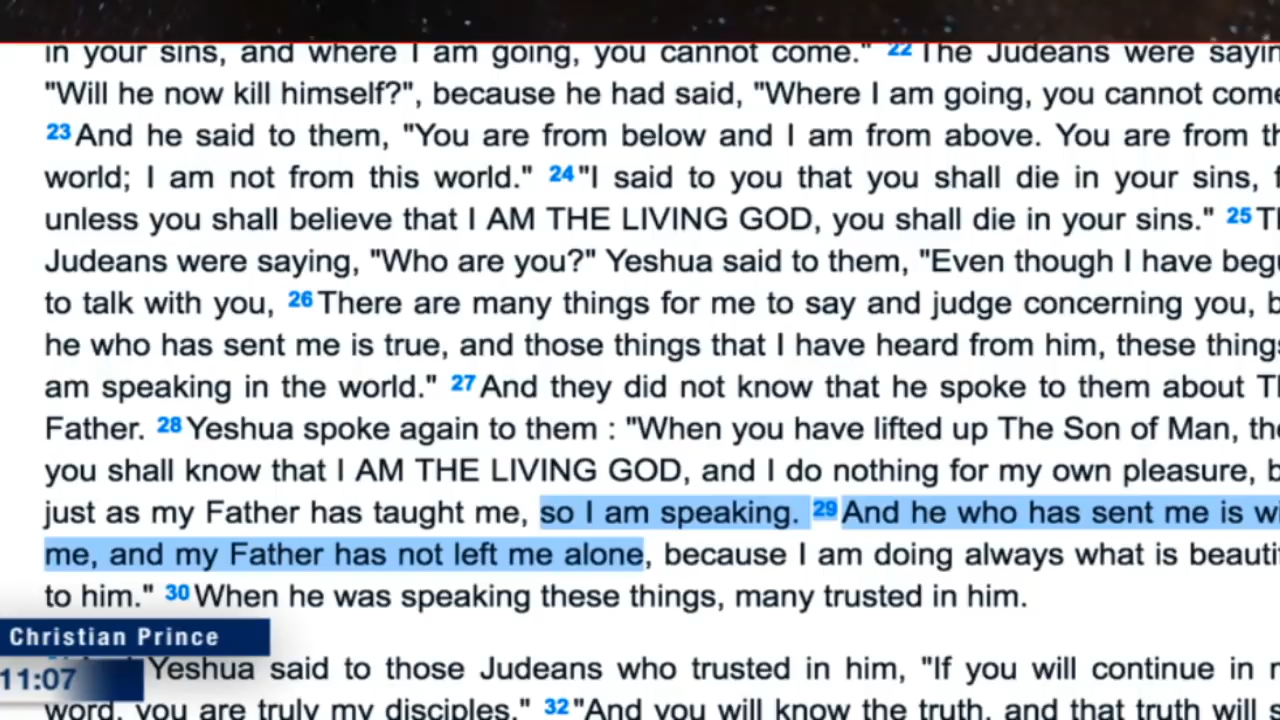 in your sins, and where I am going, you cannot come." 22 The Judeans were
"Will he now kill himself?", because he had said, "Where I am going, you cannot
23 And he said to them, "You are from below and I am from above. You are from
world; I am not from this world." 24 "I said to you that you shall die in your sins,
unless you shall believe that I AM THE LIVING GOD, you shall die in your sins." 25
Judeans were saying, "Who are you?" Yeshua said to them, "Even though I have
to talk with you, 26 There are many things for me to say and judge concerning you,
he who has sent me is true, and those things that I have heard from him, these
am speaking in the world." 27 And they did not know that he spoke to them about
Father. 28 Yeshua spoke again to them : "When you have lifted up The Son of Man,
you shall know that I AM THE LIVING GOD, and I do nothing for my own pleasure,
just as my Father has taught me, so I am speaking. 29 And he who has sent me is
me, and my Father has not left me alone, because I am doing always what is
to him." 30 When he was speaking these things, many trusted in him.
Christian Prince
Yeshua said to those Judeans who trusted in him, "If you will continue in
11:07
word, you are truly my disciples." 32 "And you will know the truth, and that truth will